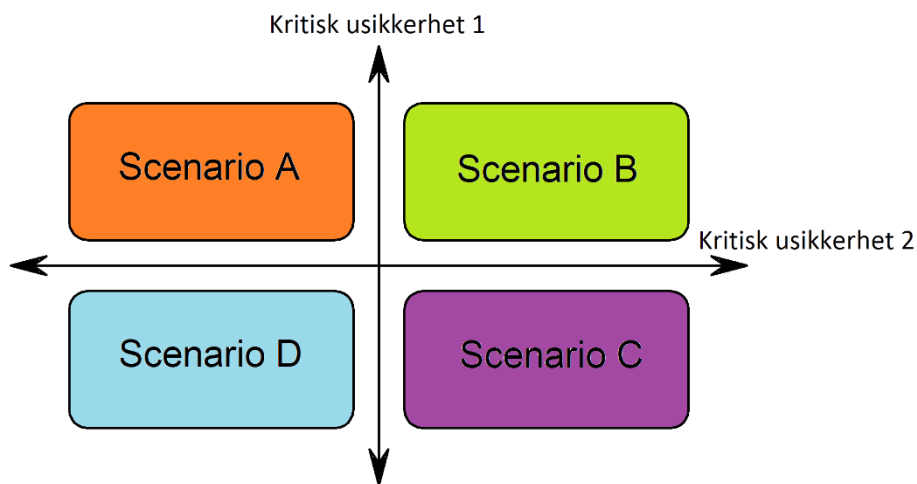 Kritisk usikkerhet 1
Scenario A
Scenario B
Kritisk usikkerhet 2
Scenario D
Scenario C